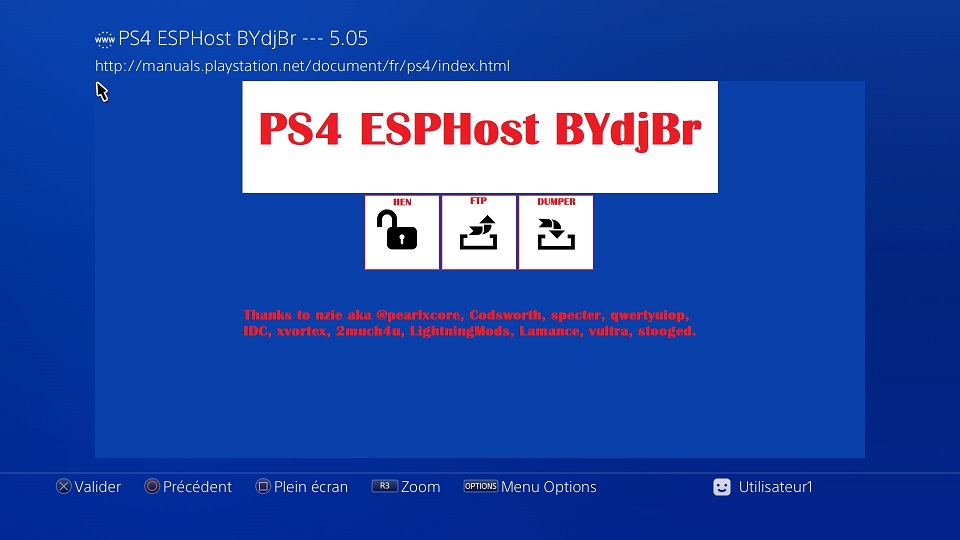 PS4 ESPHost BYdjBr --- 5.05
http://manuals.playstation.net/document/fr/ps4/index.html
PS4 ESPHost BYdjBr
HEN FTP DUMPER
Thanks to nzie aka @pearlxcore, Codsworth, specter, qwertyuiop,
IDC, xvortex, 2much4u, LightningMods, Lamance, vultra, stooged.
Valider Précédent Plein écran R3 Zoom OPTIONS Menu Options Utilisateur1